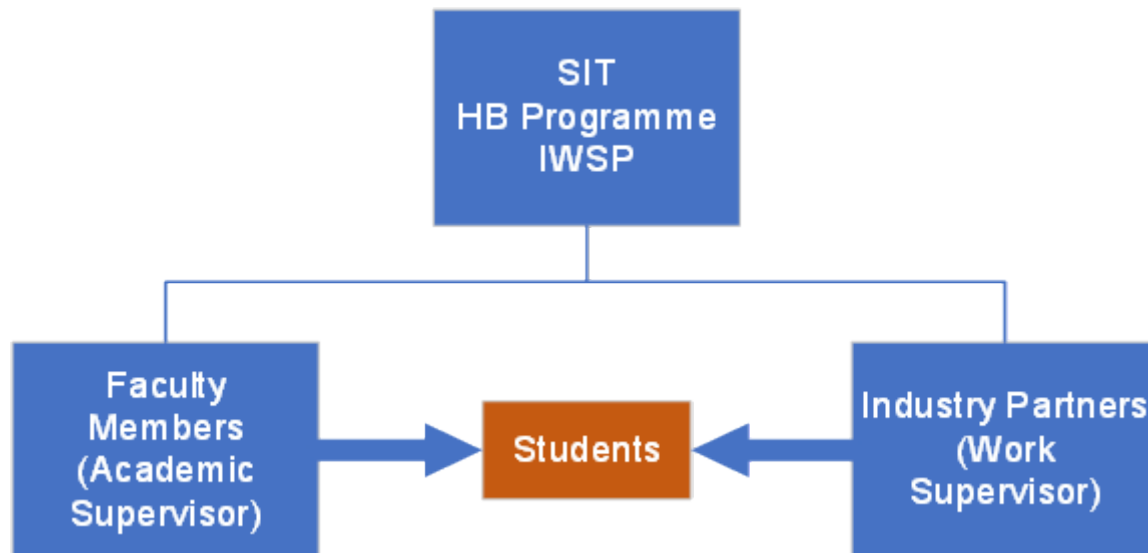 SIT
HB Programme
IWSP
Faculty
Members
(Academic
Supervisor)
Students
Industry Partners
(Work
Supervisor)